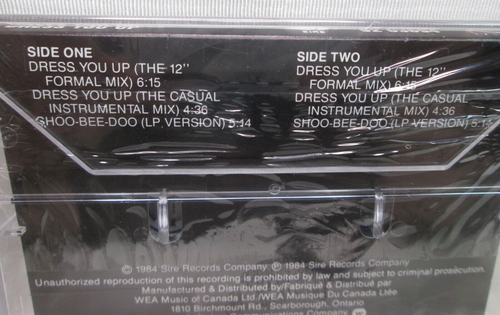 SIDE ONE
DRESS YOU UP (THE 12''
FORMAL MIX) 6:15
DRESS YOU UP (THE CASUAL
INSTRUMENTAL MIX) 4:36
SHOO-BEE-DOO (LP VERSION) 5:14
SIDE TWO
DRESS YOU UP (THE 12''
FORMAL MIX) 6:15
DRESS YOU UP (THE CASUAL
INSTRUMENTAL MIX) 4:36
SHOO-BEE-DOO (LP VERSION) 5:14
© 1984 Sire Records Company ℗ 1984 Sire Records Company
Unauthorized reproduction of this recording is prohibited by law and subject to criminal prosecution.
Manufactured & Distributed by/Fabriqué & Distribué par
WEA Music of Canada Ltd./WEA Musique Du Canada Ltée
1810 Birchmount Rd., Scarborough, Ontario
Communications Company